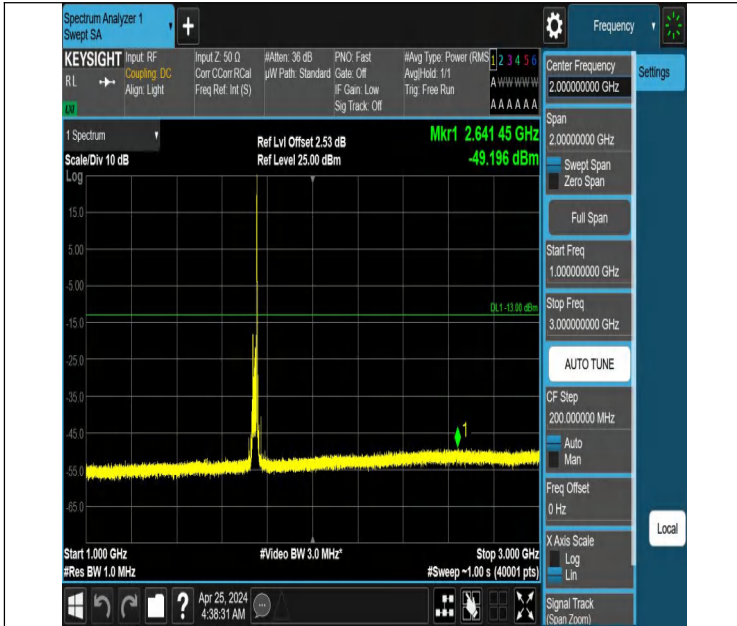 Spectrum Analyzer 1
Swept SA
+
Frequency
KEYSIGHT
RL
Input: RF
Coupling: DC
Align: Light
Input Z: 50 Ω
Corr CCorr RCal
Freq Ref: Int (S)
#Atten: 36 dB
µW Path: Standard
PNO: Fast
Gate: Off
IF Gain: Low
Sig Track: Off
#Avg Type: Power (RMS
Avg|Hold: 1/1
Trig: Free Run
1 2 3 4 5 6
A W W W W W
A A A A A A
1 Spectrum
Scale/Div 10 dB
Log
Ref Lvl Offset 2.53 dB
Ref Level 25.00 dBm
Mkr1 2.641 45 GHz
-49.196 dBm
15.0
5.00
-5.00
-15.0
-25.0
-35.0
-45.0
-55.0
-65.0
DL1 -13.00 dBm
1
Start 1.000 GHz
#Res BW 1.0 MHz
#Video BW 3.0 MHz*
Stop 3.000 GHz
#Sweep ~1.00 s (40001 pts)
?
Apr 25, 2024
4:38:31 AM
Center Frequency
2.000000000 GHz
Settings
Span
2.00000000 GHz
Swept Span
Zero Span
Full Span
Start Freq
1.000000000 GHz
Stop Freq
3.000000000 GHz
AUTO TUNE
CF Step
200.000000 MHz
Auto
Man
Freq Offset
0 Hz
X Axis Scale
Log
Lin
Local
Signal Track
(Span Zoom)